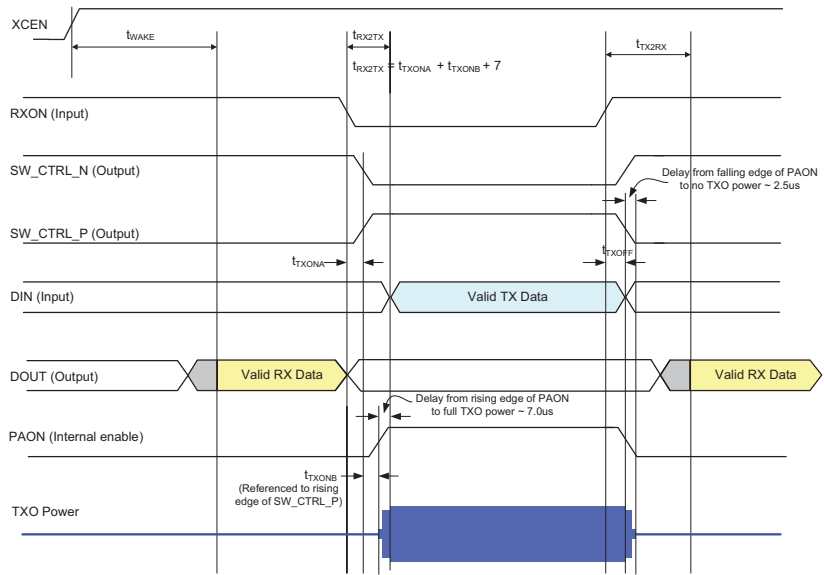 XCEN
tWAKE
tRX2TX
tTX2RX
tRX2TX = tTXONA + tTXONB + 7
RXON (Input)
SW_CTRL_N (Output)
Delay from falling edge of PAON
to no TXO power ~ 2.5us
SW_CTRL_P (Output)
tTXONA
tTXOFF
DIN (Input)
Valid TX Data
DOUT (Output)
Valid RX Data
Valid RX Data
Delay from rising edge of PAON
to full TXO power ~ 7.0us
PAON (Internal enable)
tTXONB
(Referenced to rising
edge of SW_CTRL_P)
TXO Power